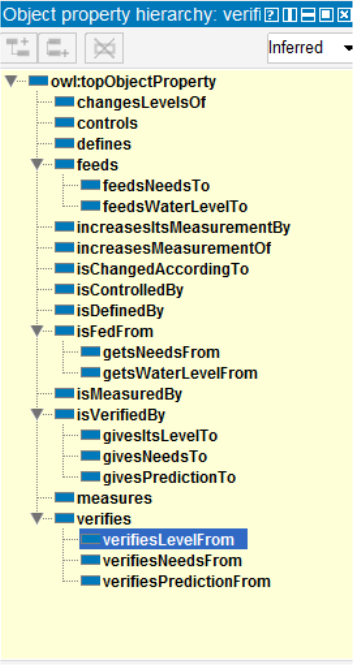 Object property hierarchy: verifi
Inferred
owl:topObjectProperty
changesLevelsOf
controls
defines
feeds
feedsNeedsTo
feedsWaterLevelTo
increasesItsMeasurementBy
increasesMeasurementOf
isChangedAccordingTo
isControlledBy
isDefinedBy
isFedFrom
getsNeedsFrom
getsWaterLevelFrom
isMeasuredBy
isVerifiedBy
givesItsLevelTo
givesNeedsTo
givesPredictionTo
measures
verifies
verifiesLevelFrom
verifiesNeedsFrom
verifiesPredictionFrom